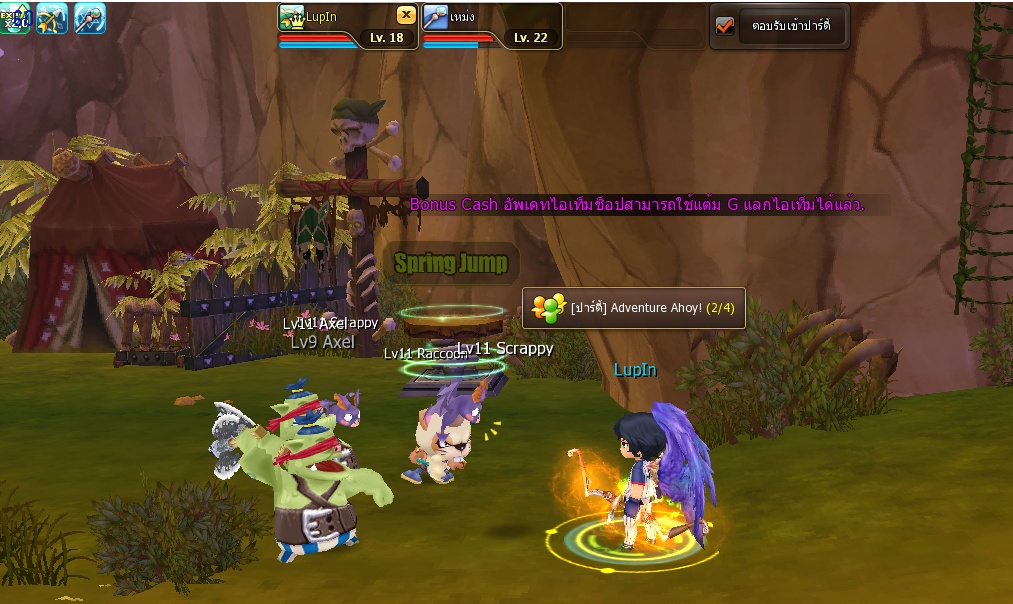 LupIn
Lv. 18
เหม่ง
Lv. 22
ตอบรับเข้าปาร์ตี้
Bonus Cash อัพเดทไอเท็มช็อปสามารถใช้แต้ม G แลกไอเท็มได้แล้ว.
Spring Jump
[ปาร์ตี้] Adventure Ahoy! (2/4)
Lv11 Axel
Lv9 Axel
Lv11 Raccoon
Lv11 Scrappy
LupIn